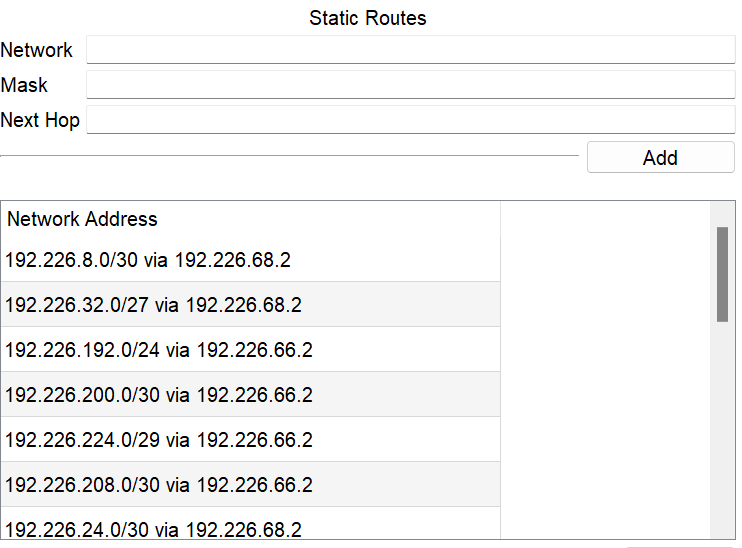 Static Routes
Network
Mask
Next Hop
Add
Network Address
192.226.8.0/30 via 192.226.68.2
192.226.32.0/27 via 192.226.68.2
192.226.192.0/24 via 192.226.66.2
192.226.200.0/30 via 192.226.66.2
192.226.224.0/29 via 192.226.66.2
192.226.208.0/30 via 192.226.66.2
192.226.24.0/30 via 192.226.68.2